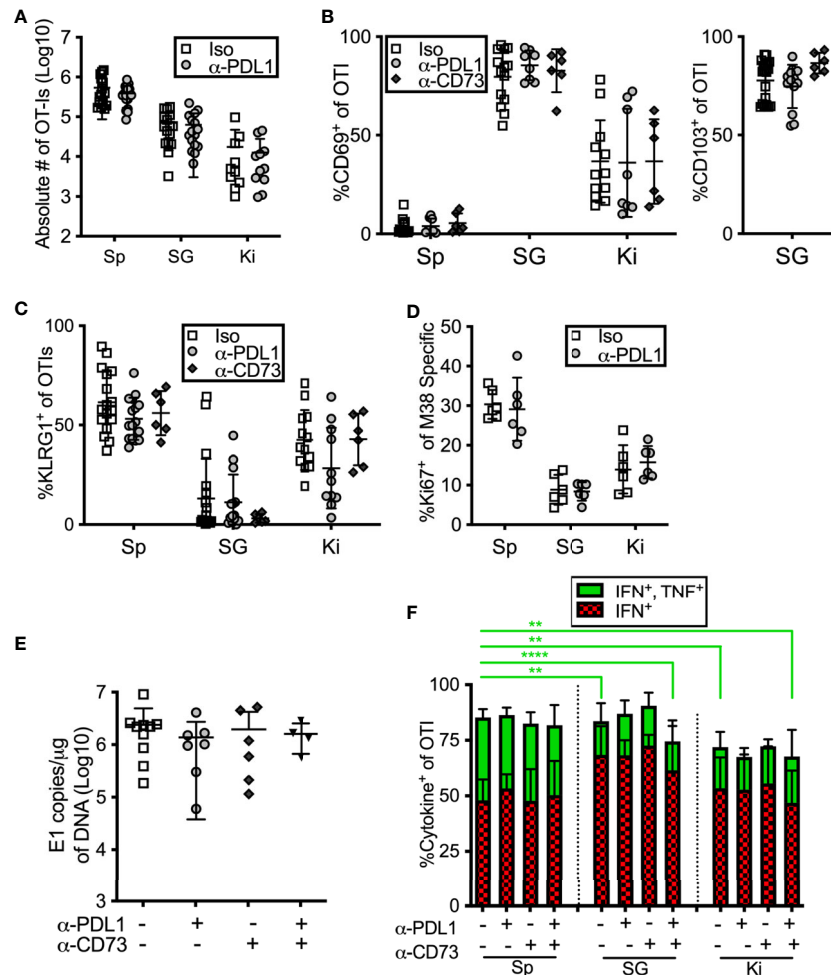 A
Absolute # of OT-Is (Log10)
7
6
5
4
3
2
Iso
α-PDL1
Sp SG Ki
B
%CD69+ of OTI
100
50
0
Iso
α-PDL1
α-CD73
Sp SG Ki
%CD103+ of OTI
100
50
0
SG
C
%KLRG1+ of OTIs
100
50
0
Iso
α-PDL1
α-CD73
Sp SG Ki
D
%Ki67+ of M38 Specific
50
40
30
20
10
0
Iso
α-PDL1
Sp SG Ki
E
E1 copies/µg
of DNA (Log10)
7
6
5
4
3
α-PDL1 - + - +
α-CD73 - - + +
F
IFN+, TNF+
IFN+
**
**
****
**
%Cytokine+ of OTI
100
75
50
25
0
α-PDL1 - + - + - + - + - + - +
α-CD73 - - + + - - + + - - + +
Sp SG Ki